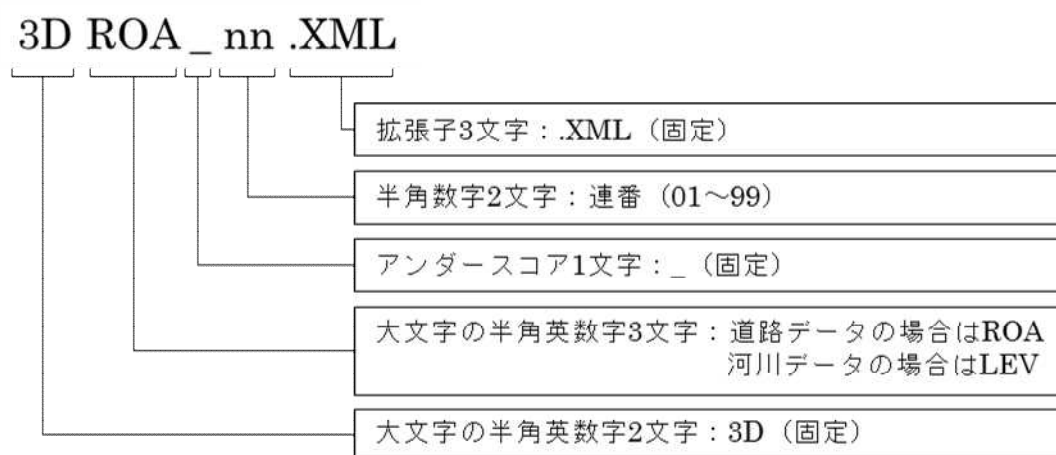 3D ROA _ nn .XML
拡張子3文字：.XML（固定）
半角数字2文字：連番（01～99）
アンダースコア1文字：_（固定）
大文字の半角英数字3文字：道路データの場合はROA
河川データの場合はLEV
大文字の半角英数字2文字：3D（固定）